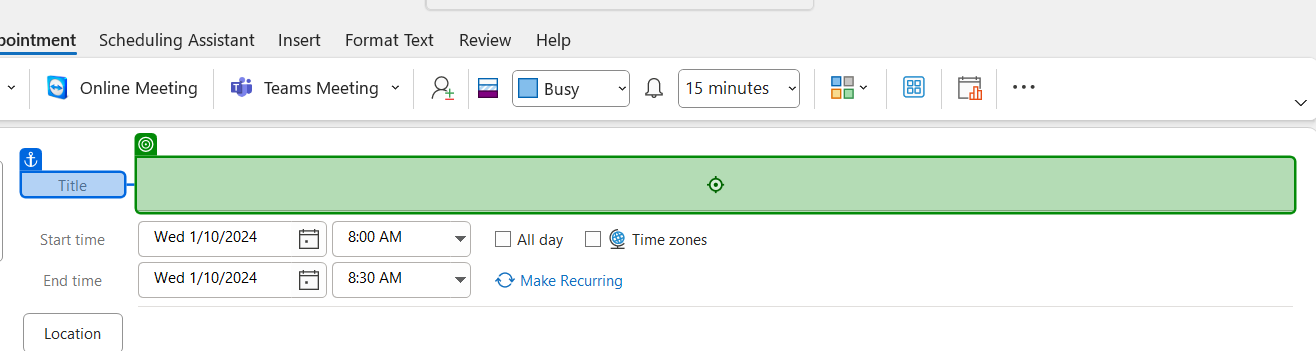 pointment Scheduling Assistant Insert Format Text Review Help
Online Meeting Teams Meeting Busy 15 minutes
Title
Start time Wed 1/10/2024 8:00 AM All day Time zones
End time Wed 1/10/2024 8:30 AM Make Recurring
Location